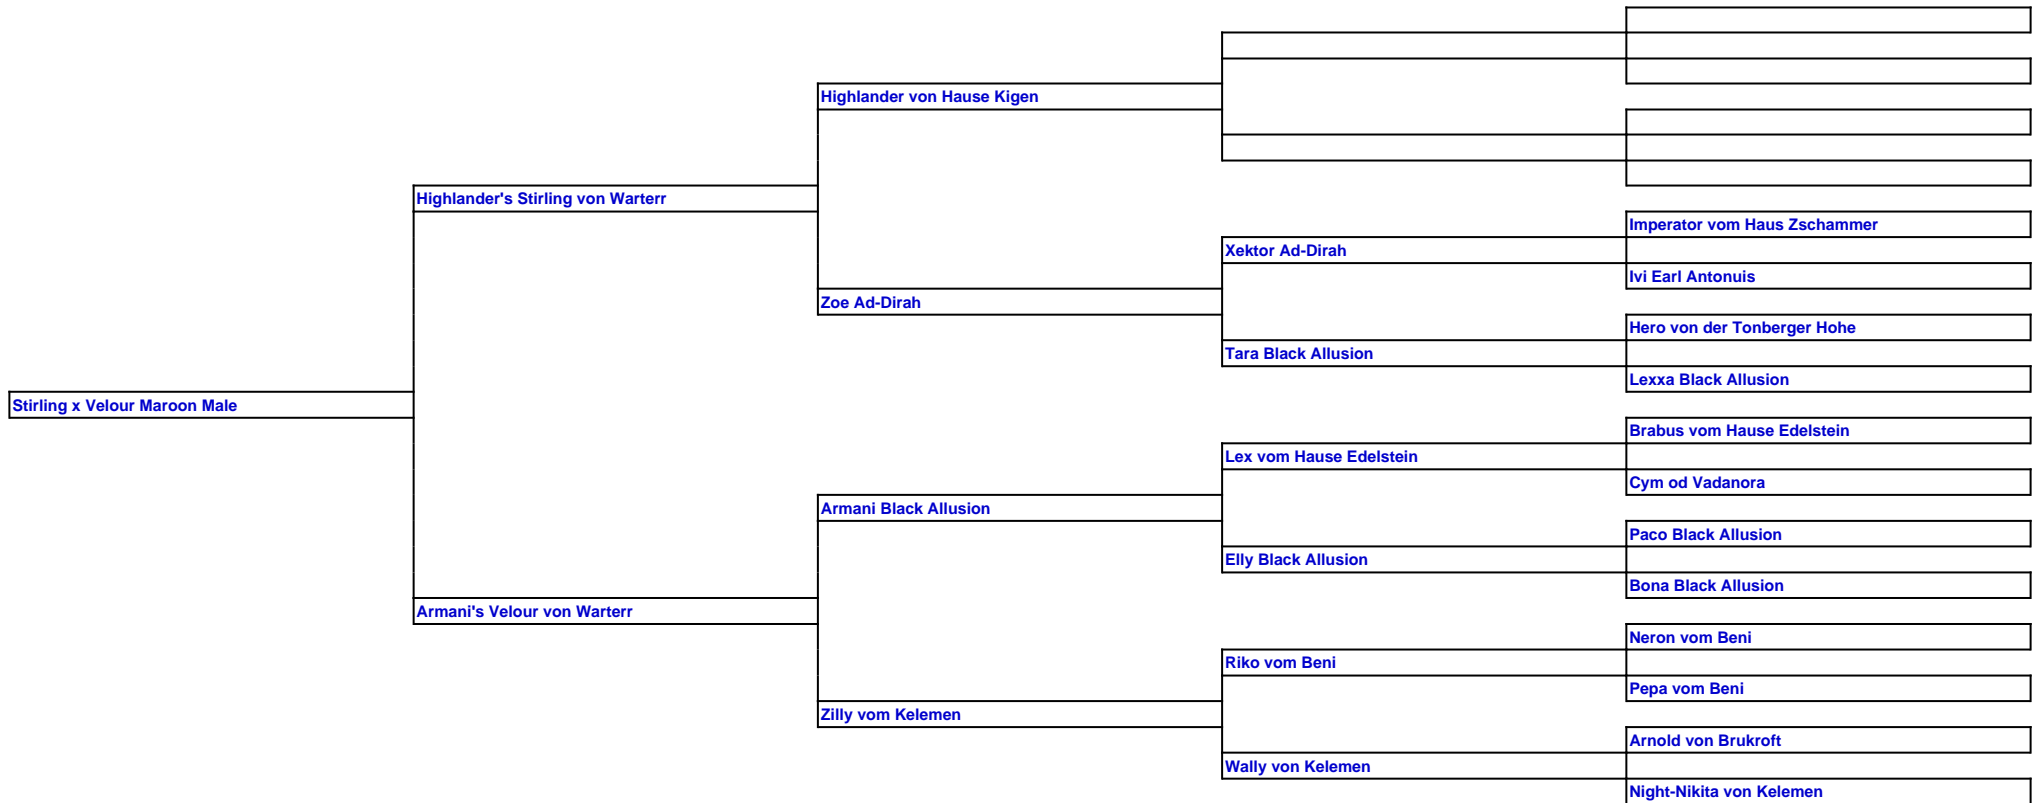 Highlander von Hause Kigen
Highlander's Stirling von Warterr
Imperator vom Haus Zschammer
Xektor Ad-Dirah
Ivi Earl Antonuis
Zoe Ad-Dirah
Hero von der Tonberger Hohe
Tara Black Allusion
Lexxa Black Allusion
Stirling x Velour Maroon Male
Brabus vom Hause Edelstein
Lex vom Hause Edelstein
Cym od Vadanora
Armani Black Allusion
Paco Black Allusion
Elly Black Allusion
Bona Black Allusion
Armani's Velour von Warterr
Neron vom Beni
Riko vom Beni
Pepa vom Beni
Zilly vom Kelemen
Arnold von Brukroft
Wally von Kelemen
Night-Nikita von Kelemen